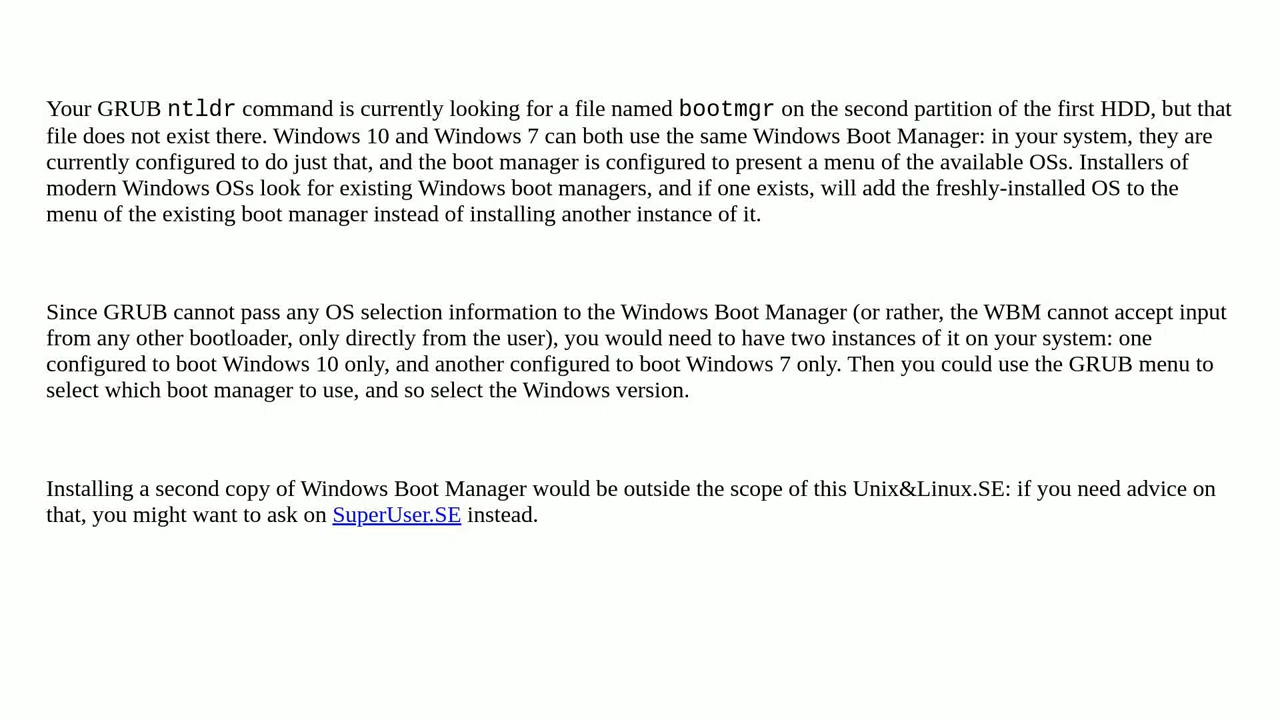 Your GRUB ntldr command is currently looking for a file named bootmgr on the second partition of the first HDD, but that
file does not exist there. Windows 10 and Windows 7 can both use the same Windows Boot Manager: in your system, they are
currently configured to do just that, and the boot manager is configured to present a menu of the available OSs. Installers of
modern Windows OSs look for existing Windows boot managers, and if one exists, will add the freshly-installed OS to the
menu of the existing boot manager instead of installing another instance of it.
Since GRUB cannot pass any OS selection information to the Windows Boot Manager (or rather, the WBM cannot accept input
from any other bootloader, only directly from the user), you would need to have two instances of it on your system: one
configured to boot Windows 10 only, and another configured to boot Windows 7 only. Then you could use the GRUB menu to
select which boot manager to use, and so select the Windows version.
Installing a second copy of Windows Boot Manager would be outside the scope of this Unix&Linux.SE: if you need advice on
that, you might want to ask on SuperUser.SE instead.